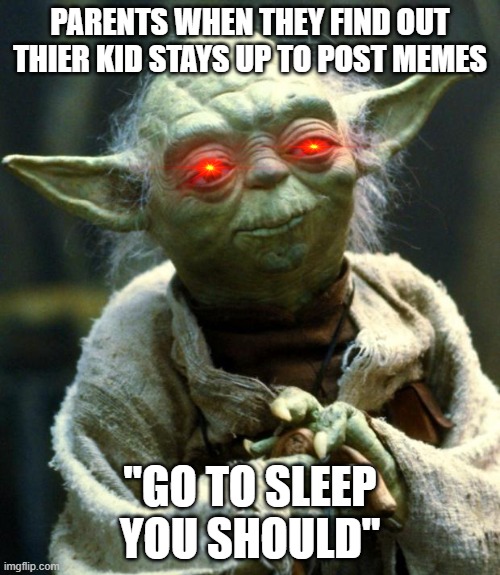 PARENTS WHEN THEY FIND OUT
THIER KID STAYS UP TO POST MEMES
"GO TO SLEEP
YOU SHOULD"
imgflip.com